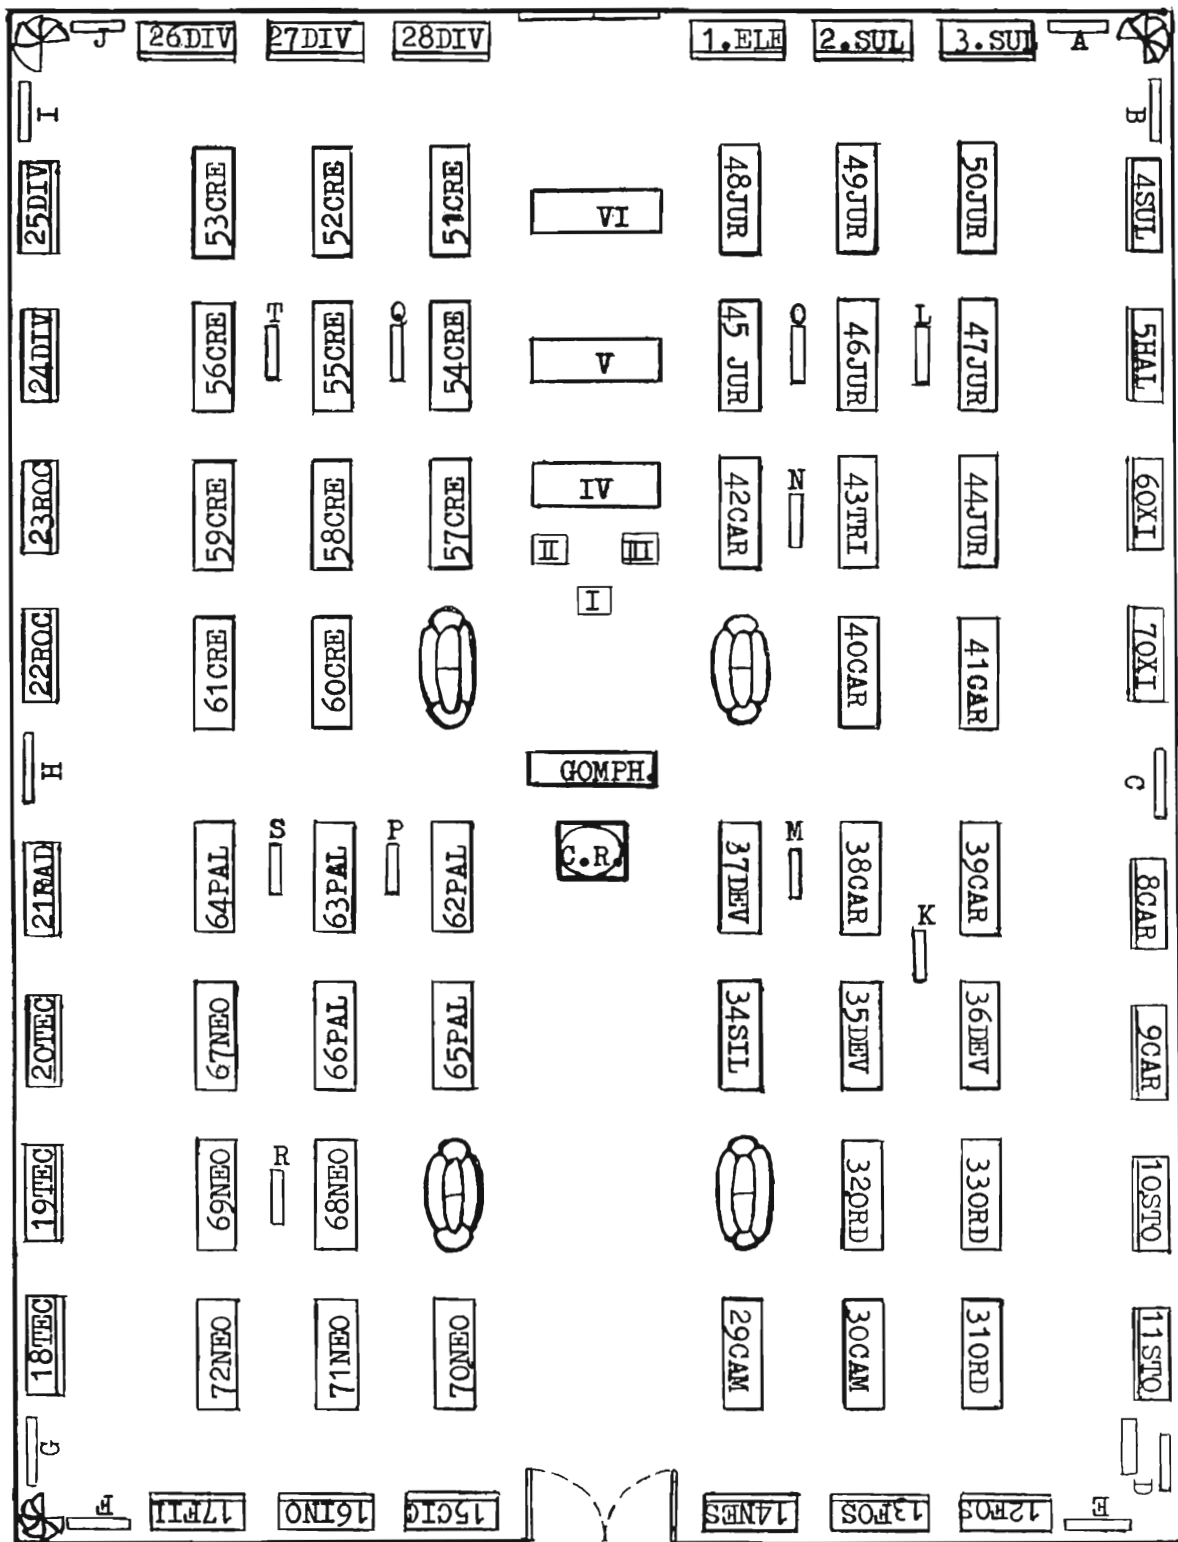 J 26DIV 27DIV 28DIV 1.ELE 2.SUL 3.SUL A
I B
25DIV 53CRE 52CRE 51CRE VI 48JUR 49JUR 50JUR 4SUL
T Q O L
24DIV 56CRE 55CRE 54CRE V 45 JUR 46JUR 47JUR 5HAL
23ROC 59CRE 58CRE 57CRE IV 42CAR N 43TRI 44JUR 6OXI
II III
I
22ROC 61CRE 60CRE 40CAR 41CAR 7OXI
H GOMPH. C
S P M
21RAD 64PAL 63PAL 62PAL C.R. 37DEV 38CAR 39CAR 8CAR
K
20TEC 67NEO 66PAL 65PAL 34SIL 35DEV 36DEV 9CAR
R
19TEC 69NEO 68NEO 32ORD 33ORD 10STO
18TEC 72NEO 71NEO 70NEO 29CAM 30CAM 31ORD 11STO
G D
F 17FII 16INO 15CIC 14NES 13FOS 12FOS E